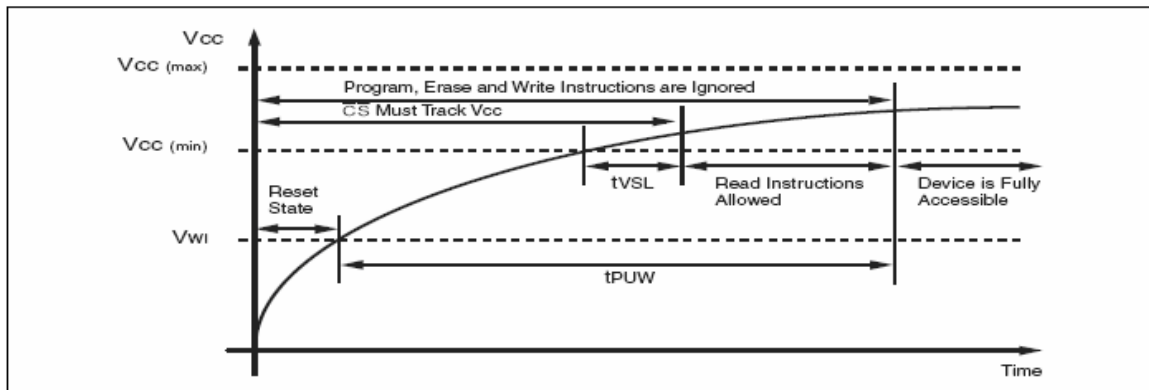 Vcc
Vcc (max)
Program, Erase and Write Instructions are Ignored
C̅S̅ Must Track Vcc
Vcc (min)
tVSL
Read Instructions
Allowed
Device is Fully
Accessible
Reset
State
VWI
tPUW
Time